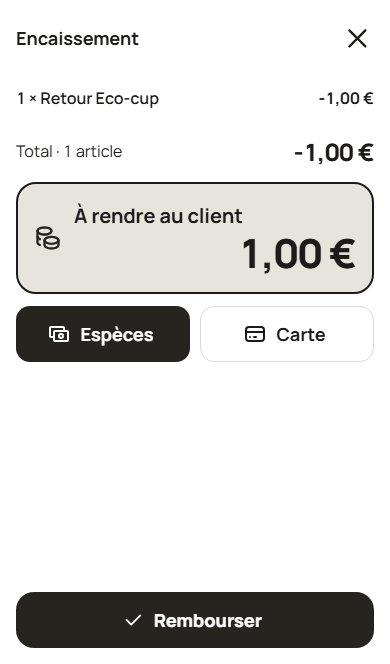 Encaissement
1 × Retour Eco-cup -1,00 €
Total · 1 article -1,00 €
À rendre au client
1,00 €
Espèces Carte
Rembourser